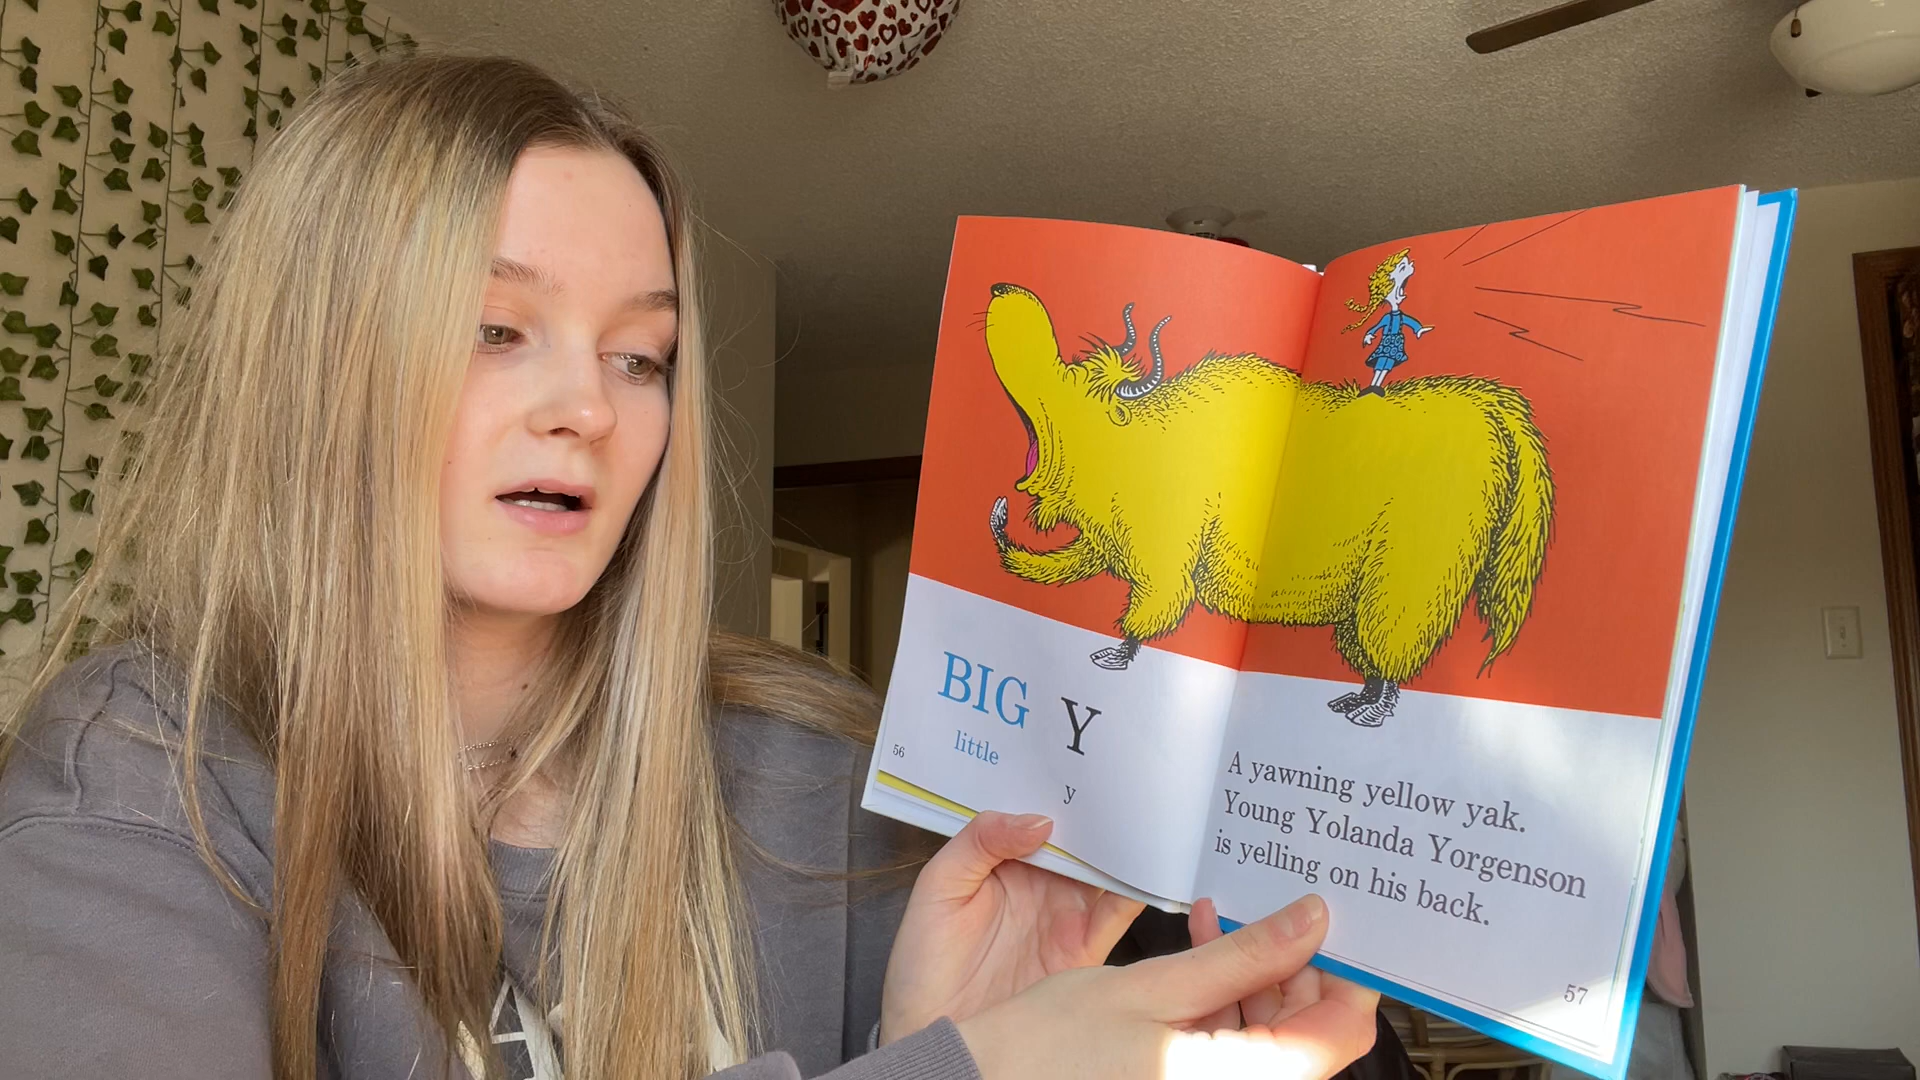 BIG Y
little
y
56
A yawning yellow yak.
Young Yolanda Yorgenson
is yelling on his back.
57